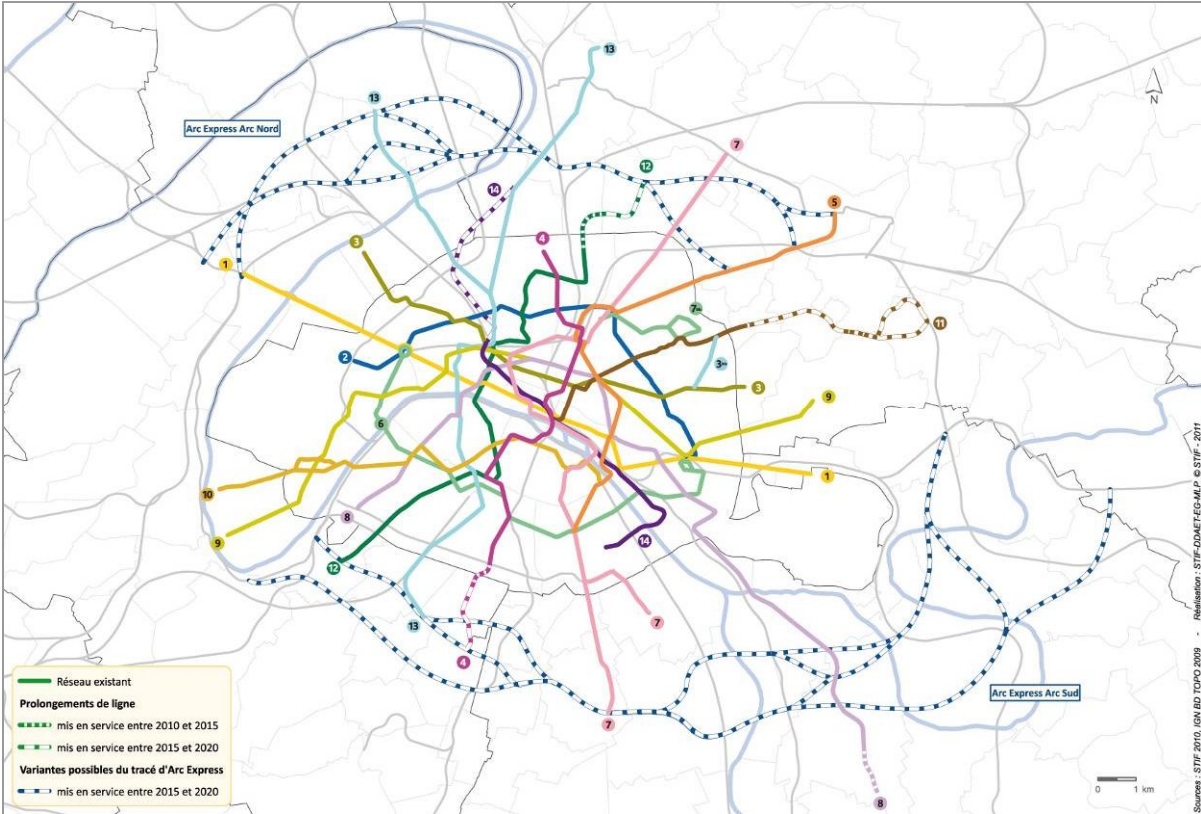 13
13
N
Arc Express Arc Nord
7
12
14
5
4
3
1
7bis
11
2
3bis
3
9
6
1
10
8
9
14
12
13
7
4
7
Arc Express Arc Sud
8
Réseau existant
Prolongements de ligne
mis en service entre 2010 et 2015
mis en service entre 2015 et 2020
Variantes possibles du tracé d'Arc Express
mis en service entre 2015 et 2020
0 1 km
Sources : STIF 2010, IGN BD TOPO 2009 - Réalisation : STIF-DDAET-EG-MLP © STIF - 2011